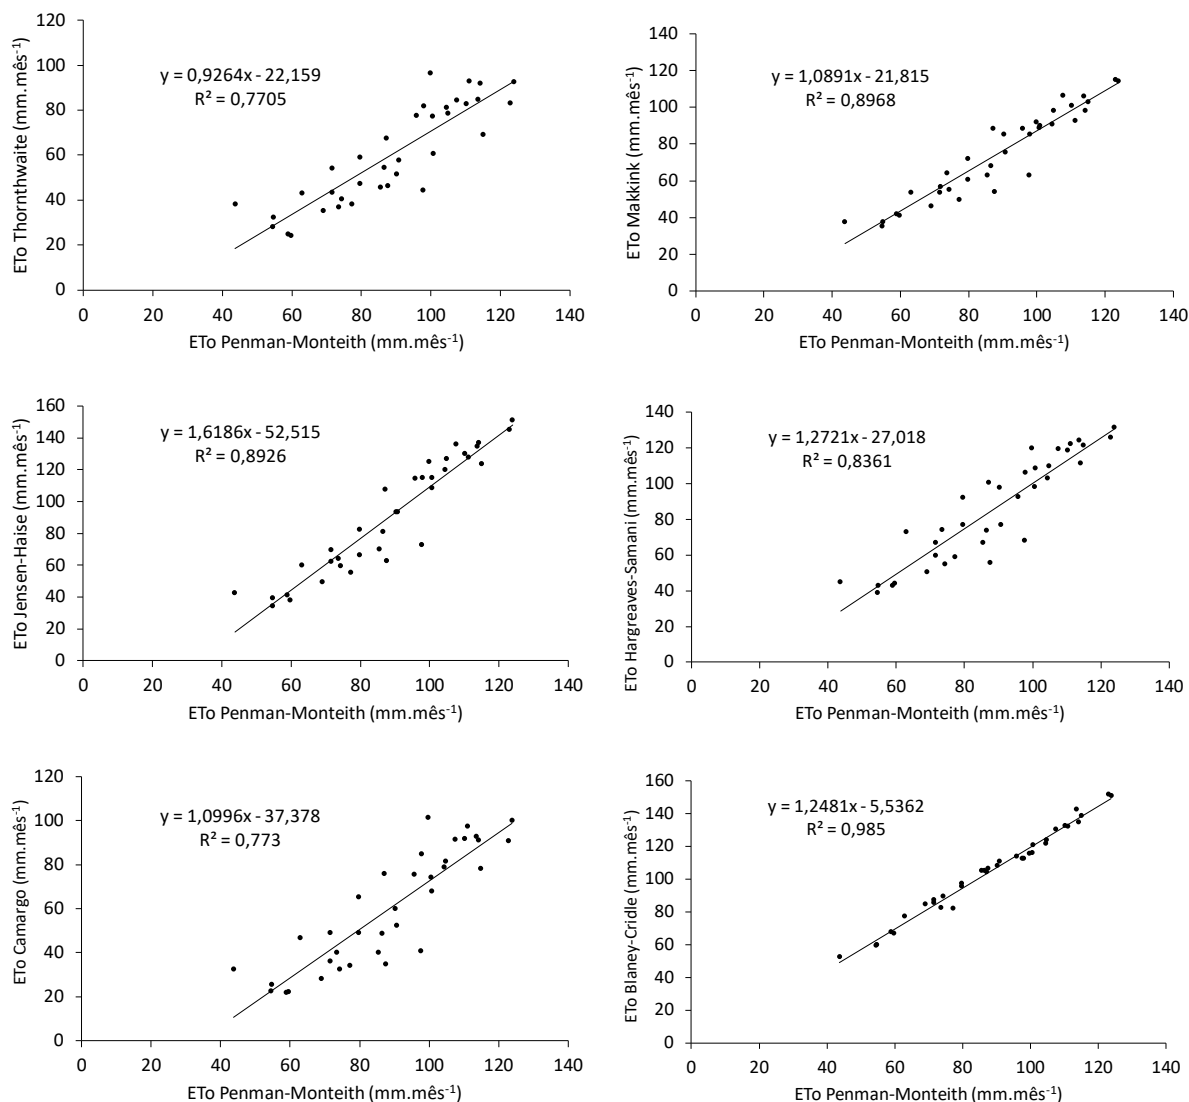 ETo Thornthwaite (mm.mês⁻¹)
120
100
80
60
40
20
0
y = 0,9264x - 22,159
R² = 0,7705
0 20 40 60 80 100 120 140
ETo Penman-Monteith (mm.mês⁻¹)
ETo Makkink (mm.mês⁻¹)
140
120
100
80
60
40
20
0
y = 1,0891x - 21,815
R² = 0,8968
0 20 40 60 80 100 120 140
ETo Penman-Monteith (mm.mês⁻¹)
ETo Jensen-Haise (mm.mês⁻¹)
160
140
120
100
80
60
40
20
0
y = 1,6186x - 52,515
R² = 0,8926
0 20 40 60 80 100 120 140
ETo Penman-Monteith (mm.mês⁻¹)
ETo Hargreaves-Samani (mm.mês⁻¹)
140
120
100
80
60
40
20
0
y = 1,2721x - 27,018
R² = 0,8361
0 20 40 60 80 100 120 140
ETo Penman-Monteith (mm.mês⁻¹)
ETo Camargo (mm.mês⁻¹)
120
100
80
60
40
20
0
y = 1,0996x - 37,378
R² = 0,773
0 20 40 60 80 100 120 140
ETo Penman-Monteith (mm.mês⁻¹)
ETo Blaney-Cridle (mm.mês⁻¹)
160
140
120
100
80
60
40
20
0
y = 1,2481x - 5,5362
R² = 0,985
0 20 40 60 80 100 120 140
ETo Penman-Monteith (mm.mês⁻¹)